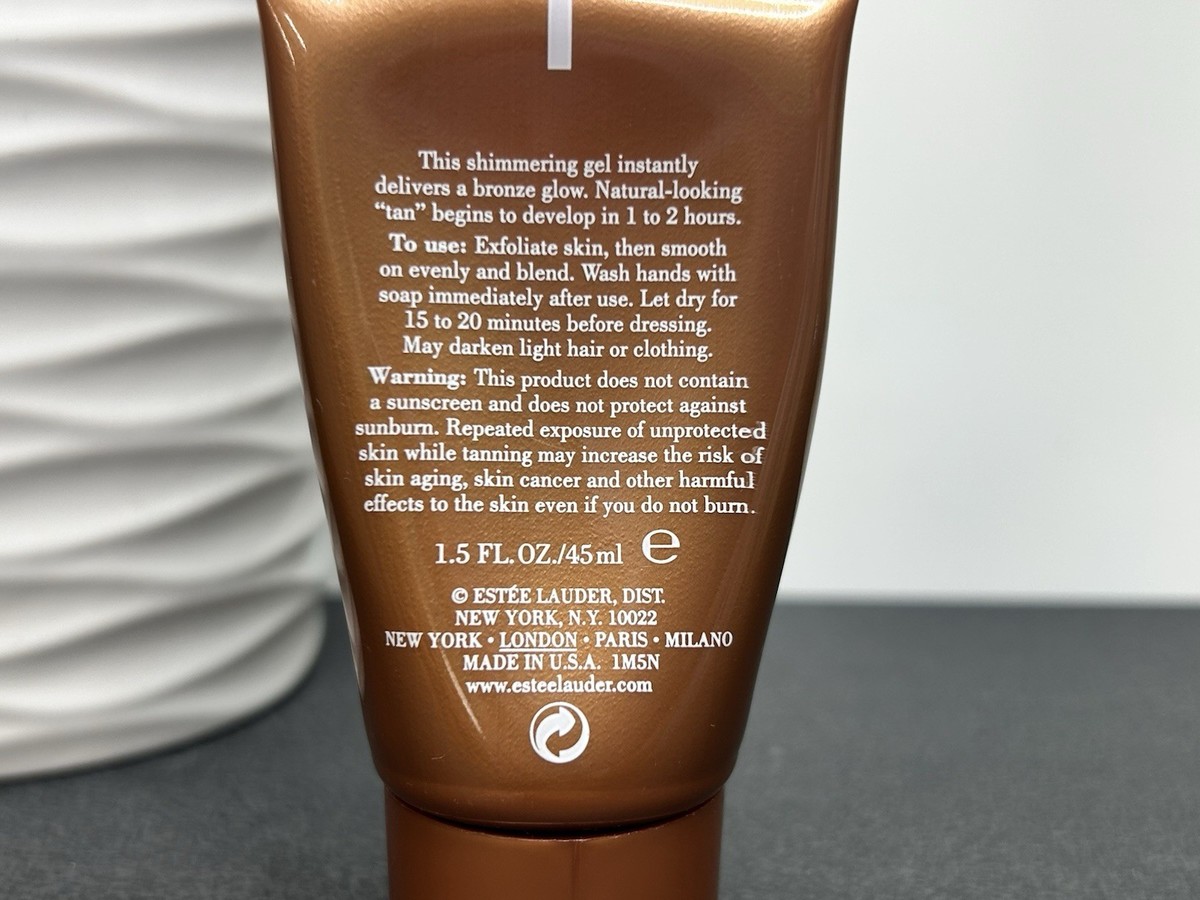 This shimmering gel instantly
delivers a bronze glow. Natural-looking
“tan” begins to develop in 1 to 2 hours.
To use: Exfoliate skin, then smooth
on evenly and blend. Wash hands with
soap immediately after use. Let dry for
15 to 20 minutes before dressing.
May darken light hair or clothing.
Warning: This product does not contain
a sunscreen and does not protect against
sunburn. Repeated exposure of unprotected
skin while tanning may increase the risk of
skin aging, skin cancer and other harmful
effects to the skin even if you do not burn.
1.5 FL.OZ./45ml ℮
© ESTÉE LAUDER, DIST.
NEW YORK, N.Y. 10022
NEW YORK • LONDON • PARIS • MILANO
MADE IN U.S.A. 1M5N
www.esteelauder.com